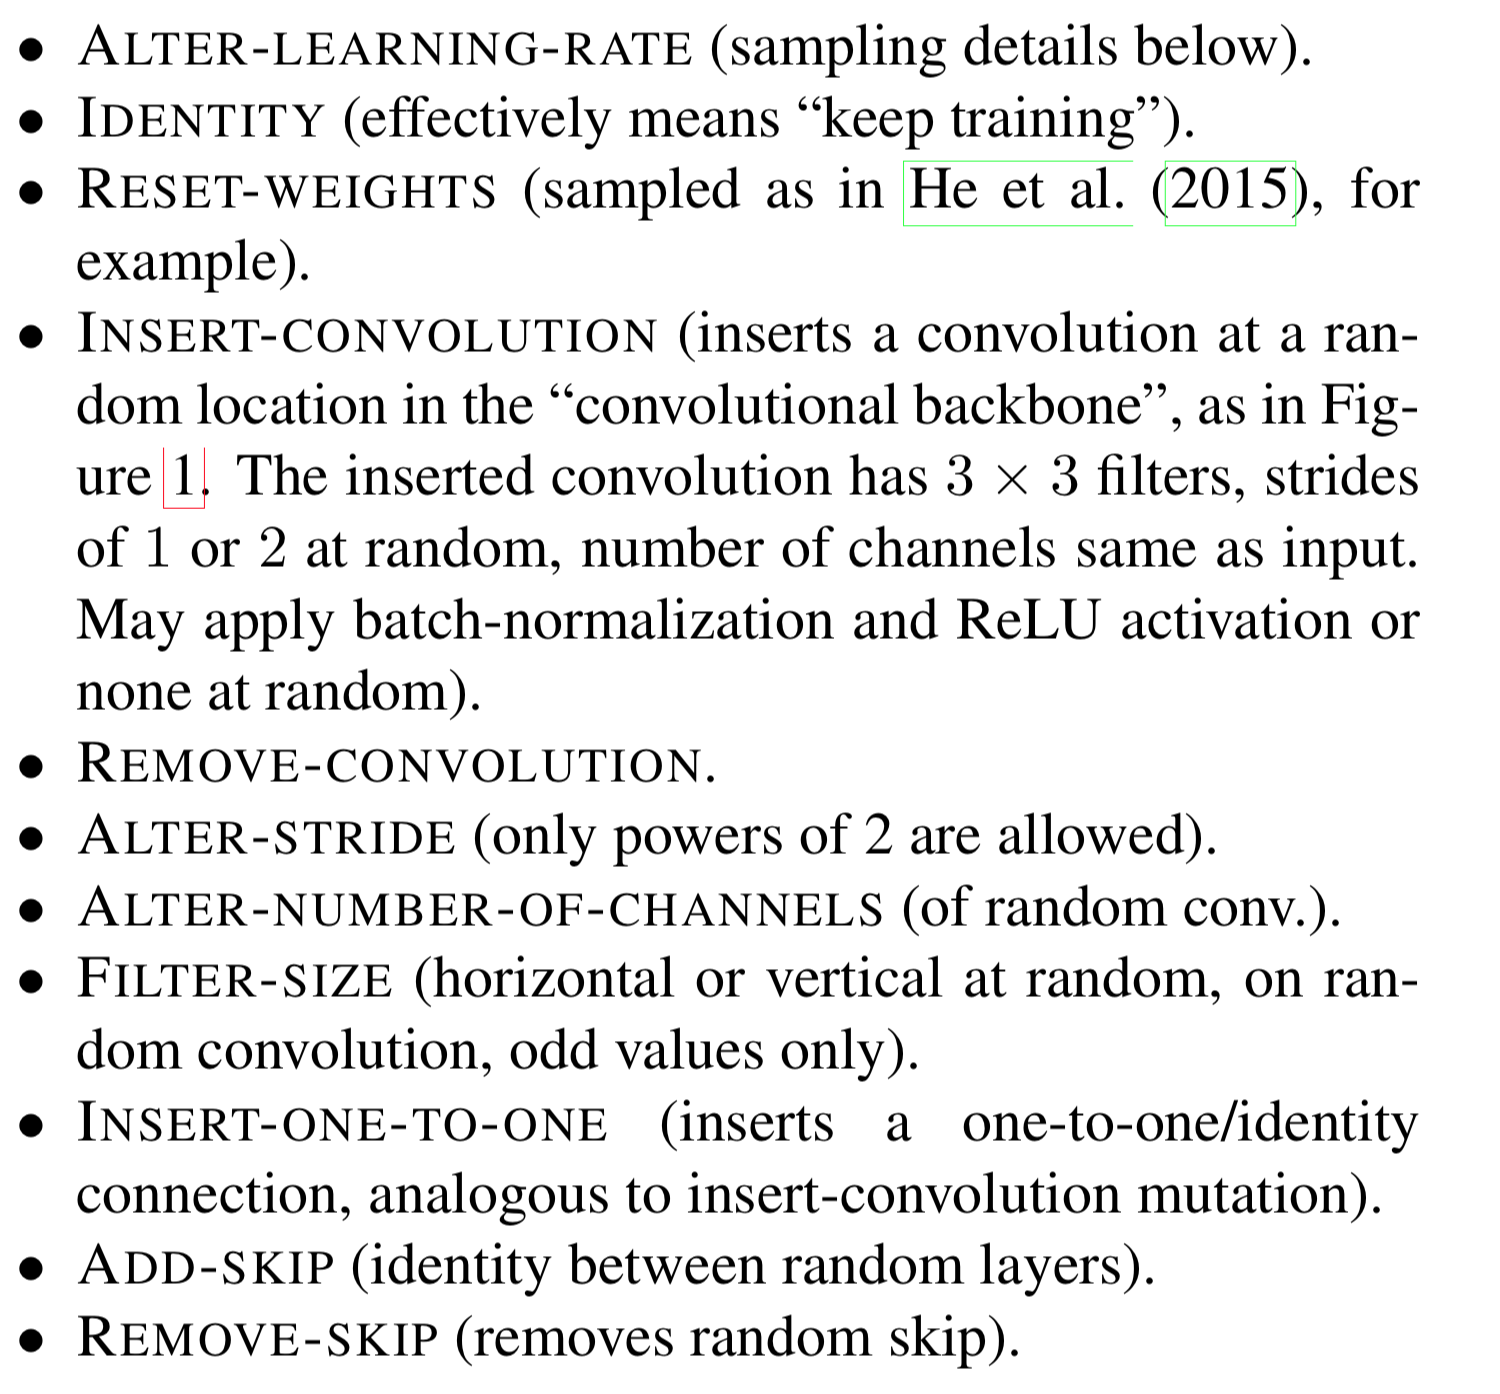 • ALTER-LEARNING-RATE (sampling details below).
• IDENTITY (effectively means “keep training”).
• RESET-WEIGHTS (sampled as in He et al. (2015), for
example).
• INSERT-CONVOLUTION (inserts a convolution at a ran-
dom location in the “convolutional backbone”, as in Fig-
ure 1. The inserted convolution has 3 × 3 filters, strides
of 1 or 2 at random, number of channels same as input.
May apply batch-normalization and ReLU activation or
none at random).
• REMOVE-CONVOLUTION.
• ALTER-STRIDE (only powers of 2 are allowed).
• ALTER-NUMBER-OF-CHANNELS (of random conv.).
• FILTER-SIZE (horizontal or vertical at random, on ran-
dom convolution, odd values only).
• INSERT-ONE-TO-ONE (inserts a one-to-one/identity
connection, analogous to insert-convolution mutation).
• ADD-SKIP (identity between random layers).
• REMOVE-SKIP (removes random skip).